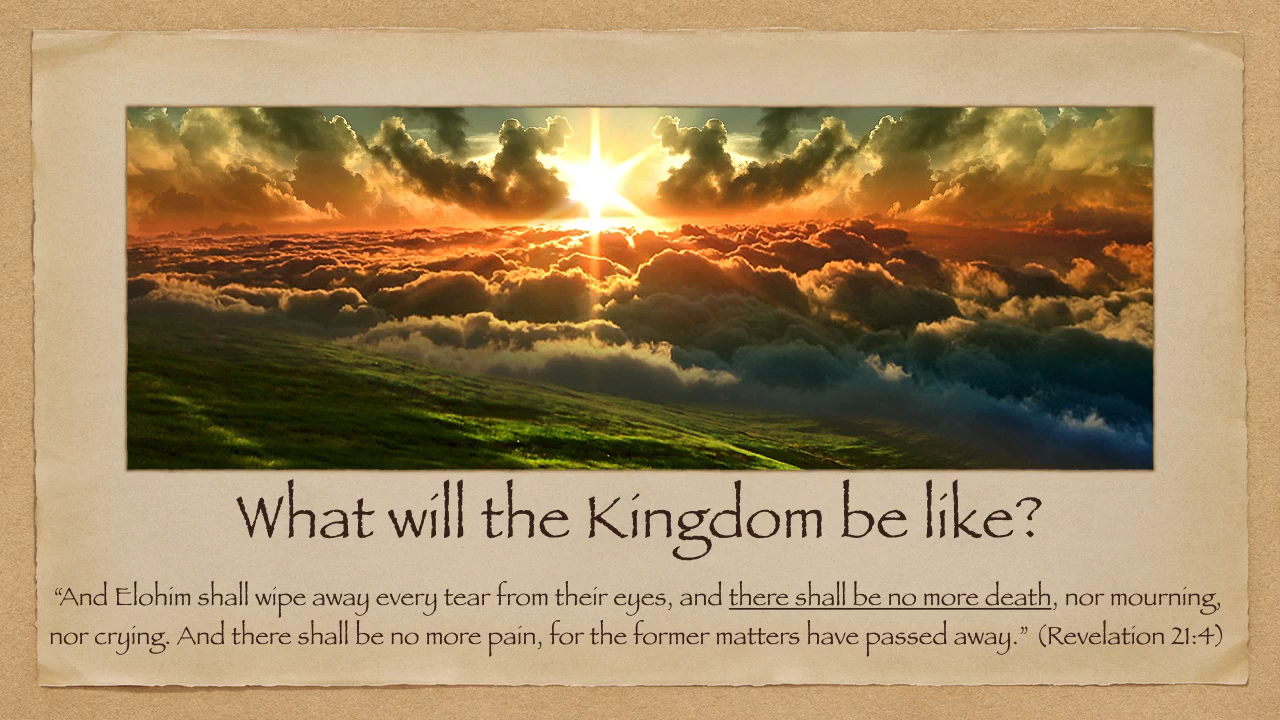 What will the Kingdom be like?
“And Elohim shall wipe away every tear from their eyes, and there shall be no more death, nor mourning,
nor crying. And there shall be no more pain, for the former matters have passed away.” (Revelation 21:4)